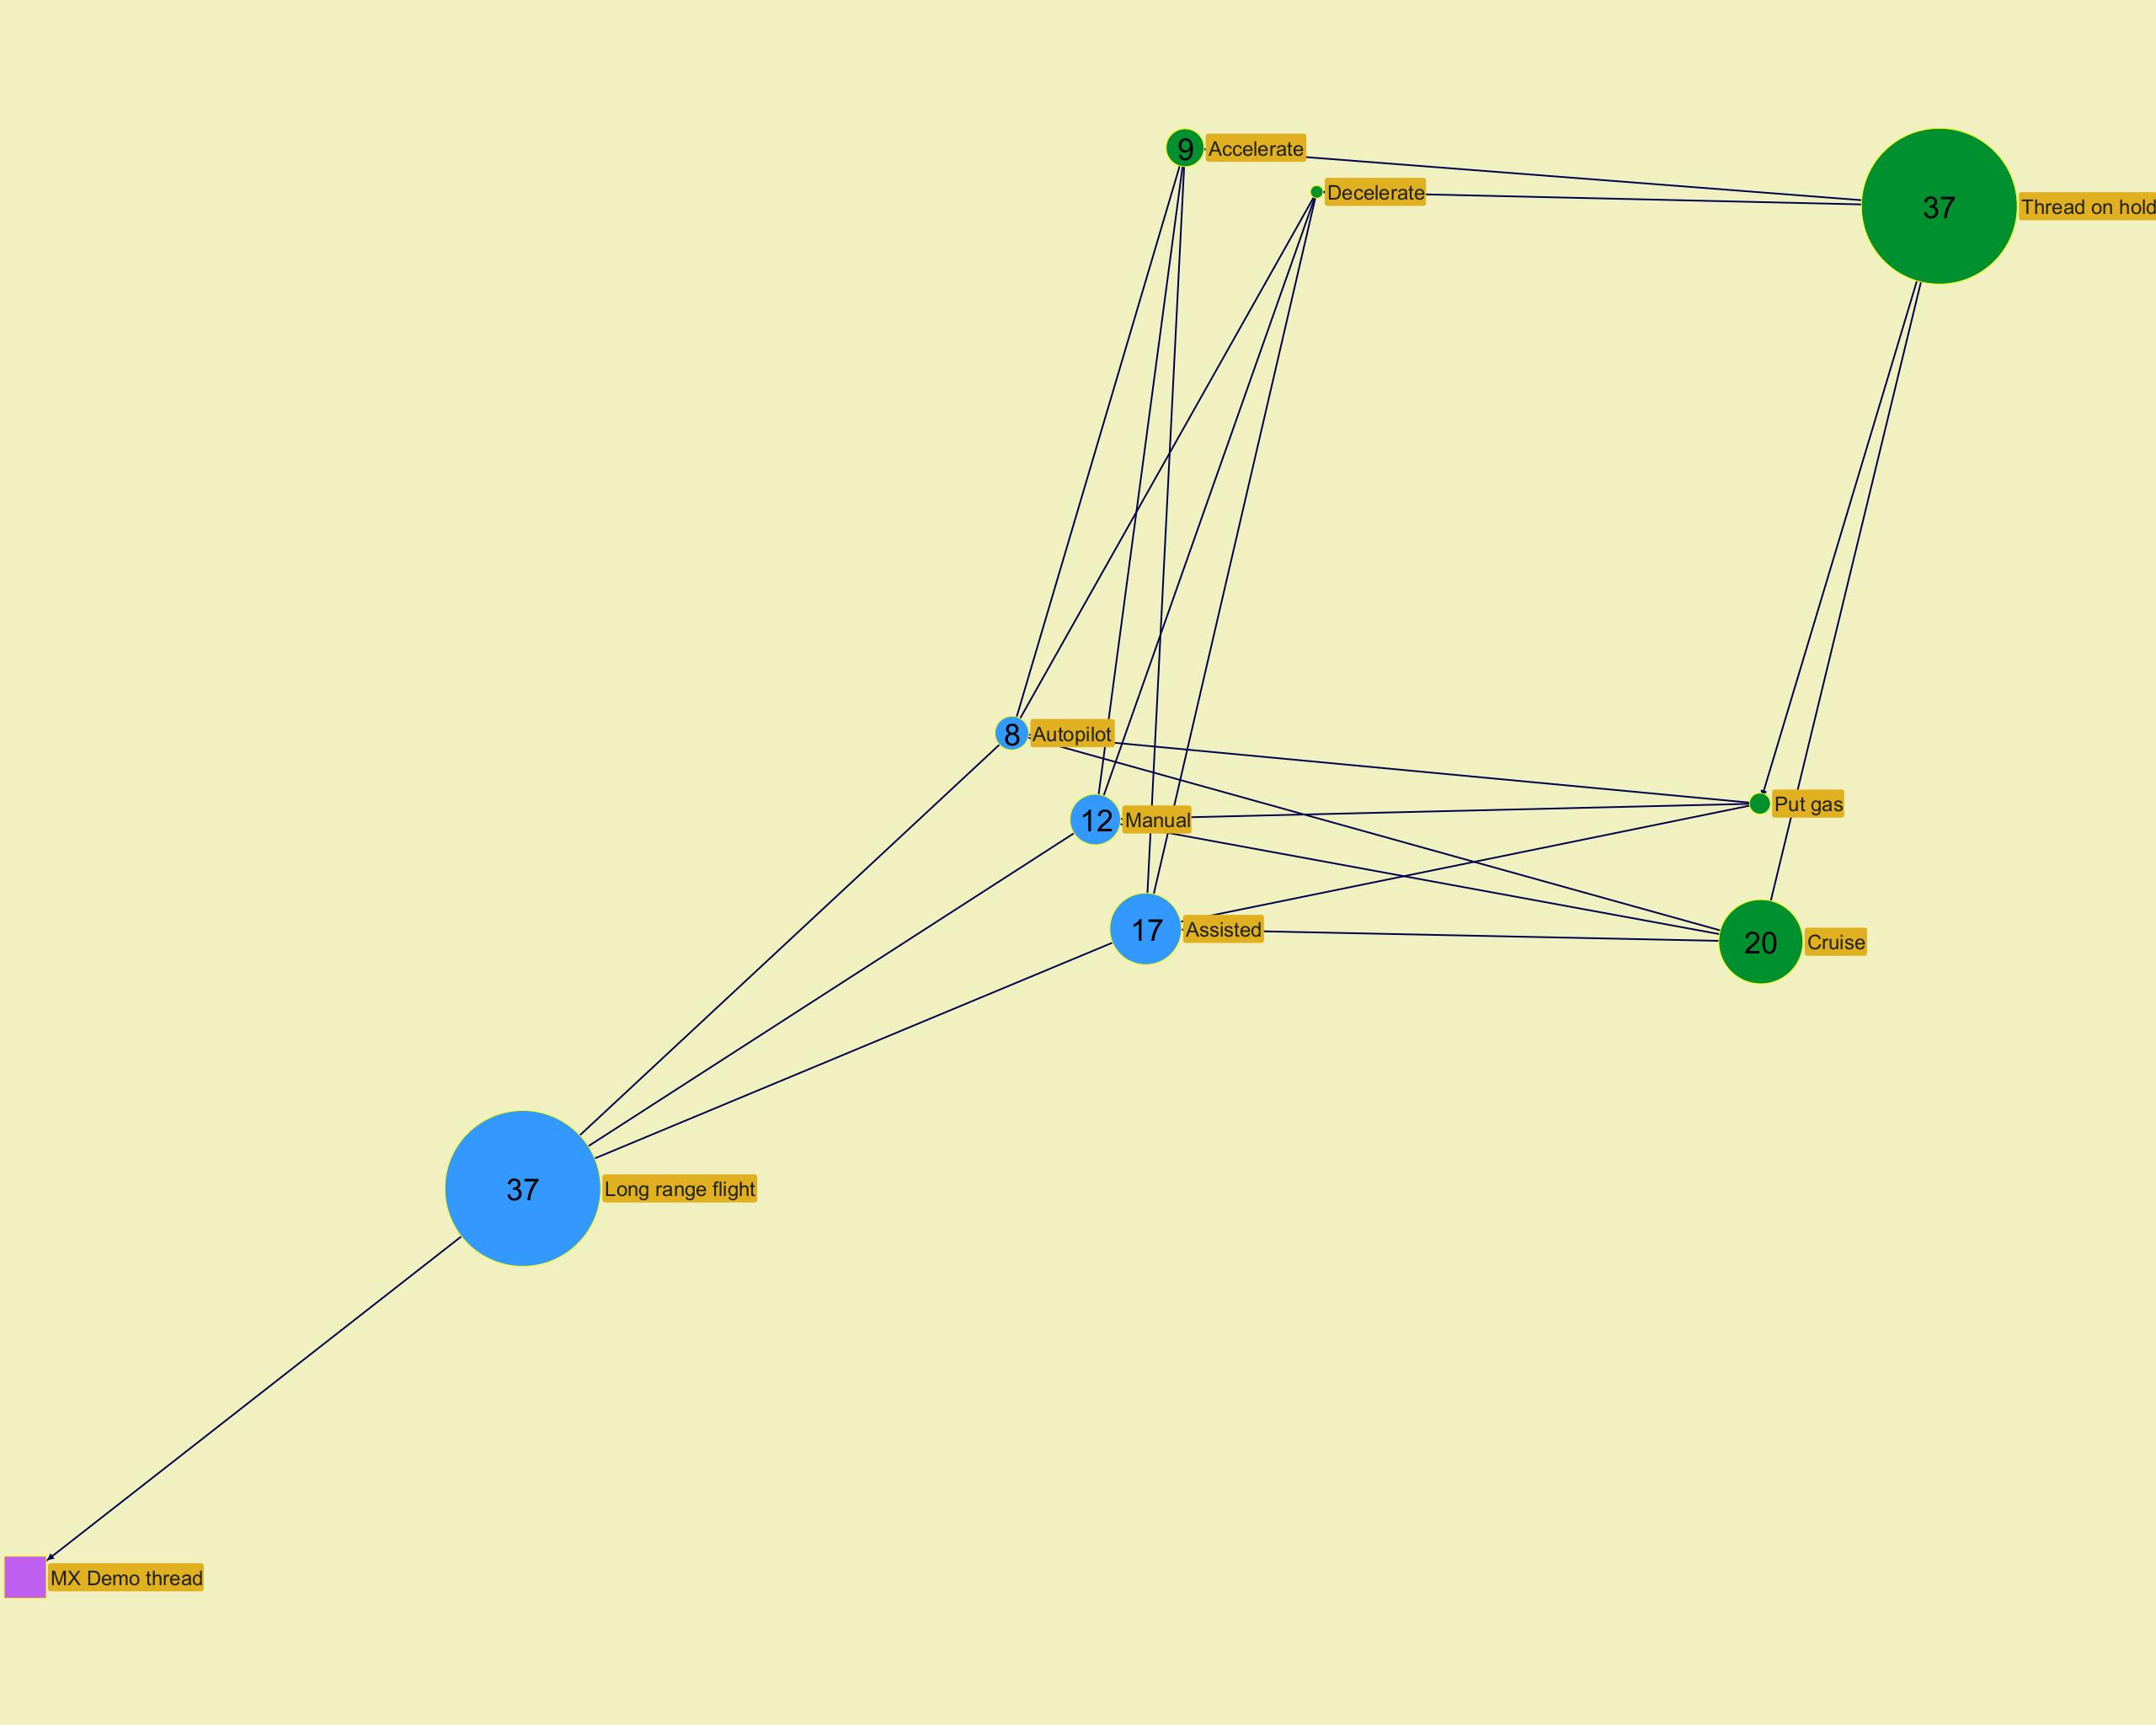 9 Accelerate
Decelerate
37 Thread on hold
8 Autopilot
Put gas
12 Manual
17 Assisted
20 Cruise
37 Long range flight
MX Demo thread